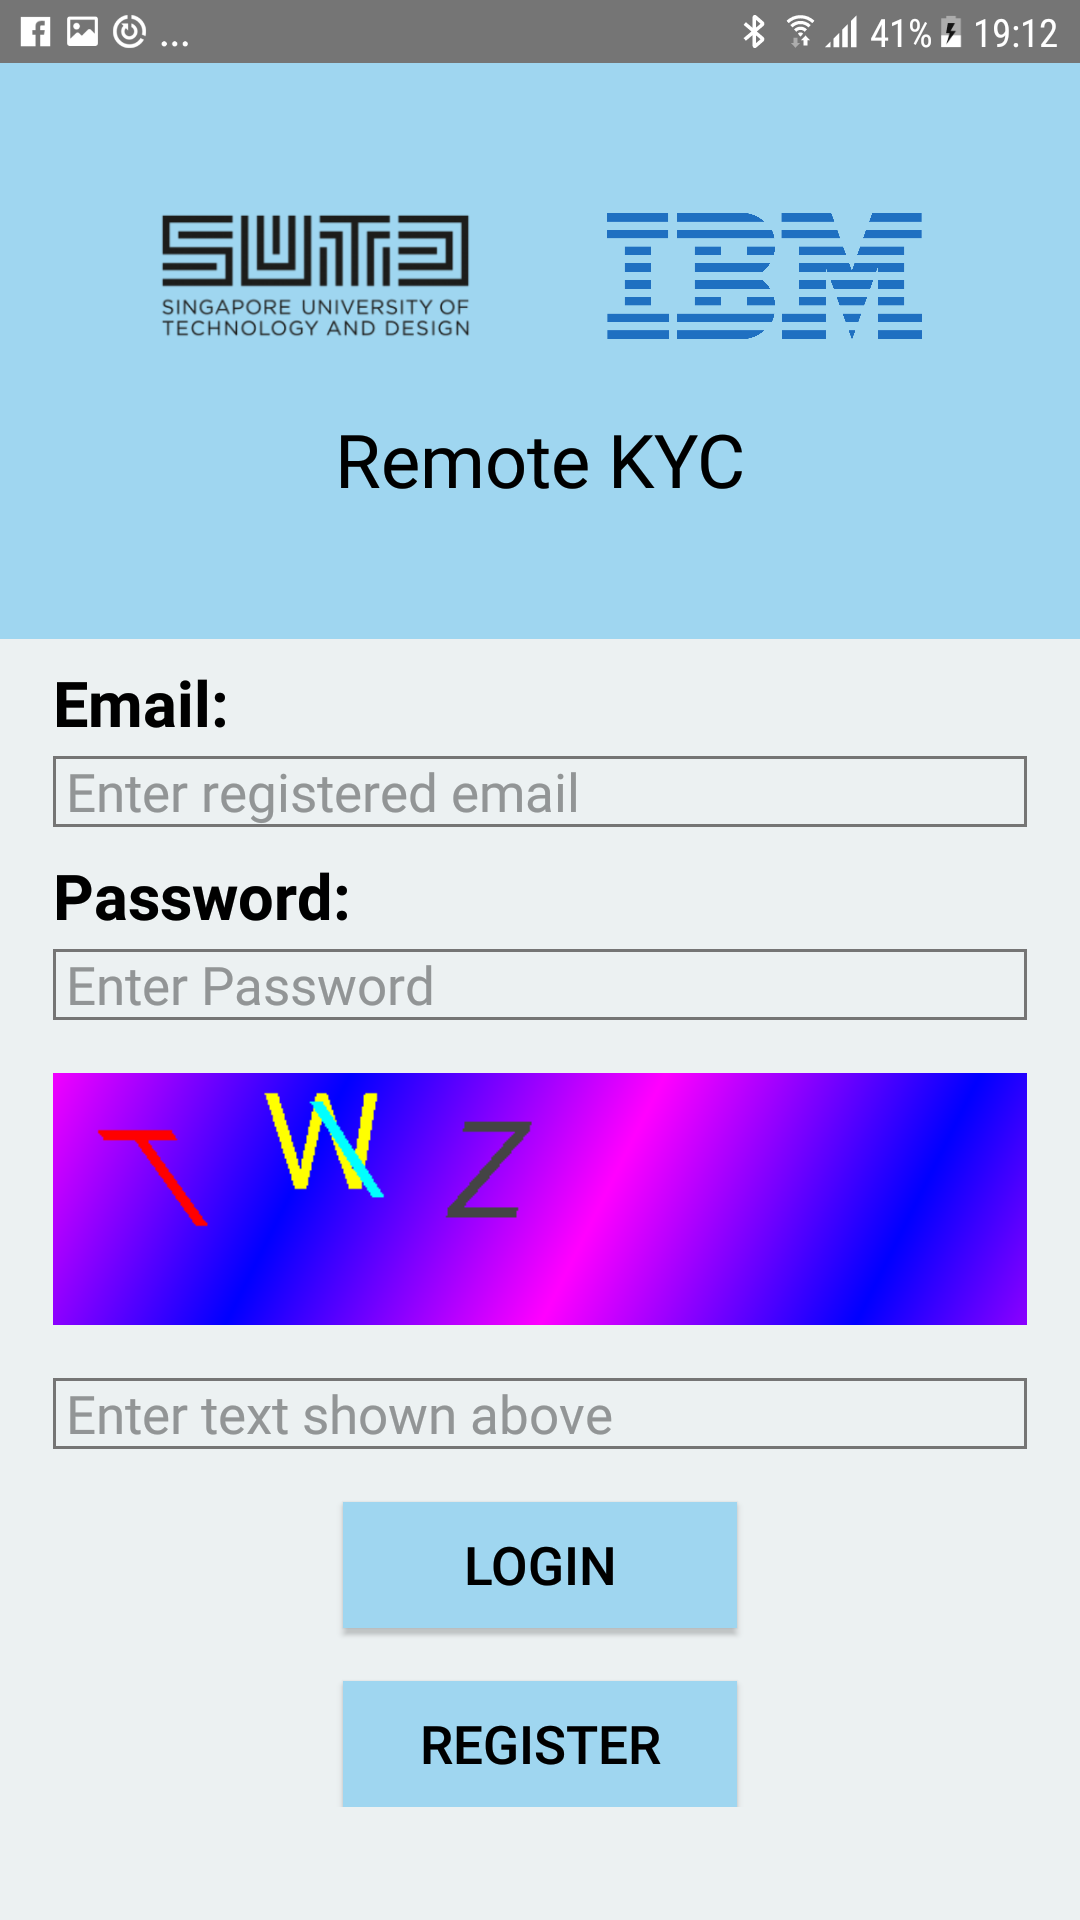 ... 41% 19:12
SUTD IBM
SINGAPORE UNIVERSITY OF
TECHNOLOGY AND DESIGN
Remote KYC
Email:
Enter registered email
Password:
Enter Password
T W \ Z
Enter text shown above
LOGIN
REGISTER